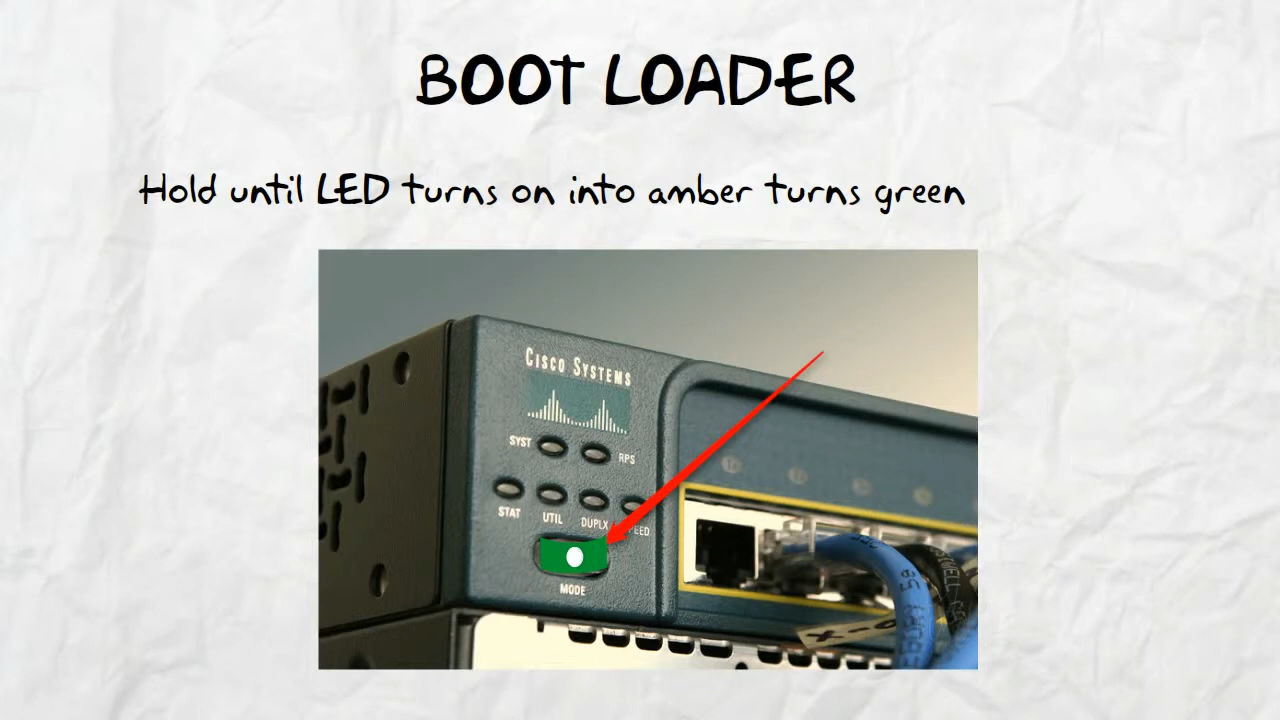 BOOT LOADER
Hold until LED turns on into amber turns green
CISCO SYSTEMS
SYST
RPS
STAT UTIL DUPLX
MODE